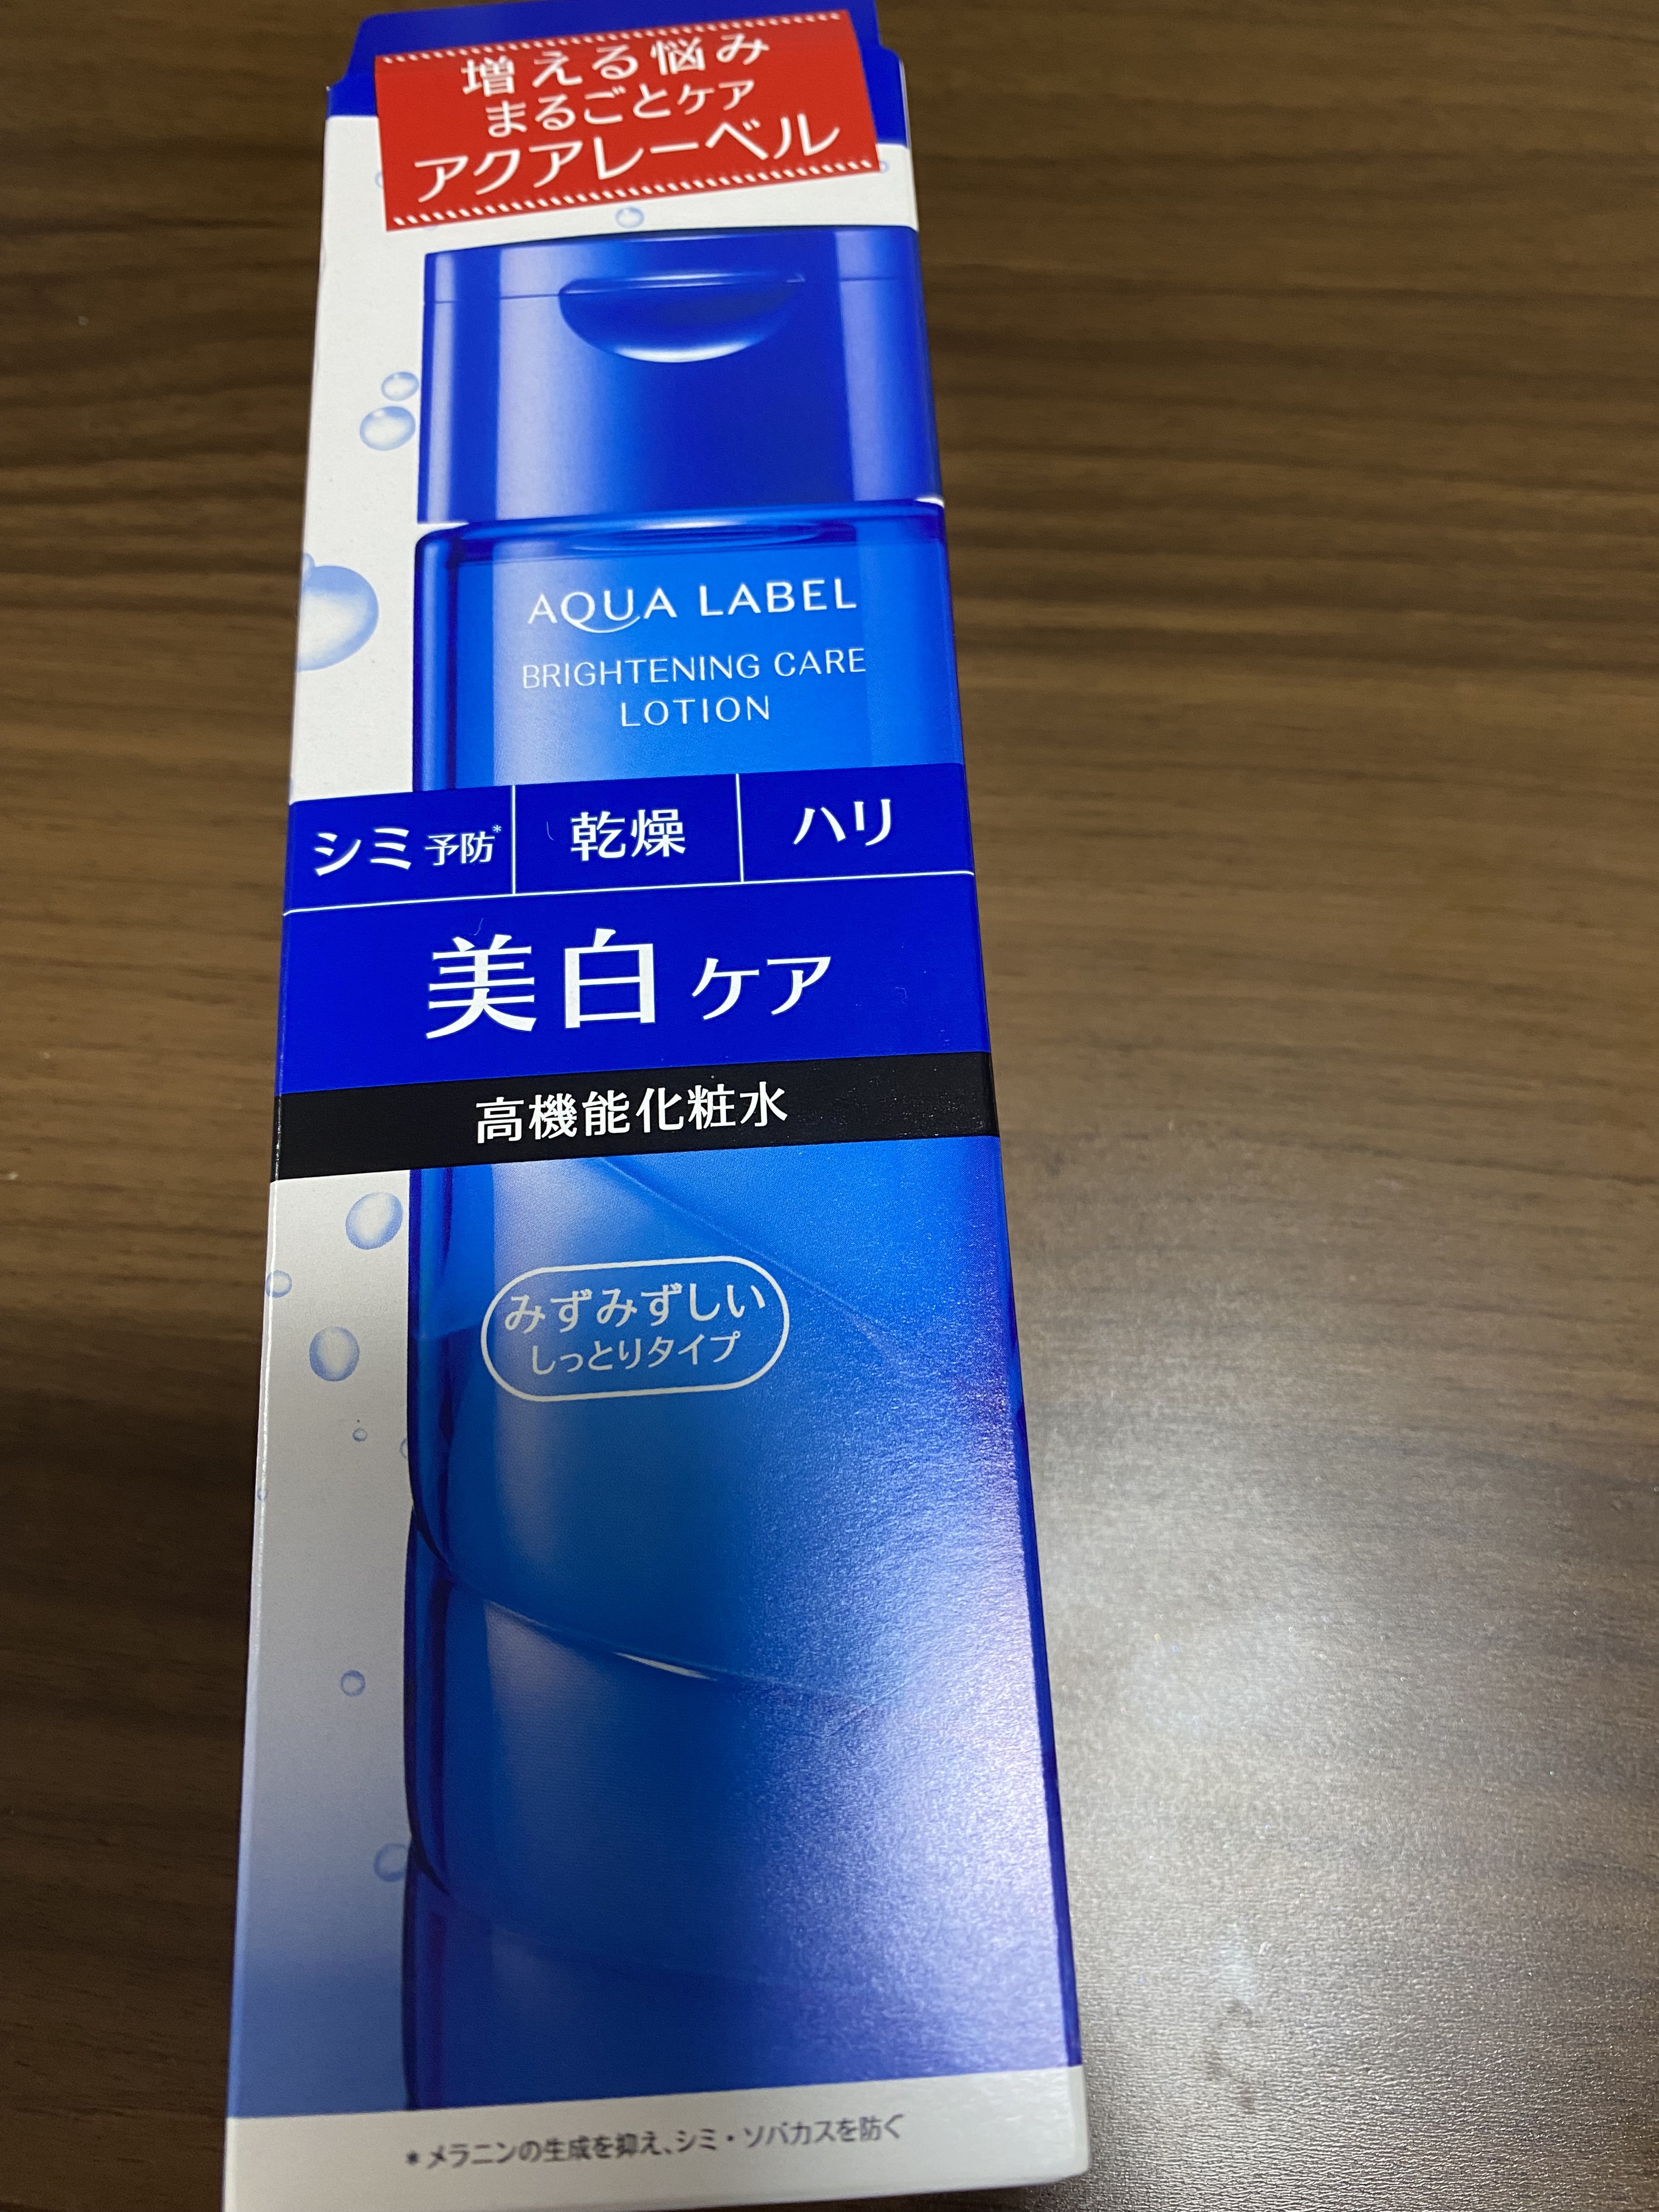 増える悩み
まるごとケア
アクアレーベル
AQUA LABEL
BRIGHTENING CARE
LOTION
シミ予防* 乾燥 ハリ
美白ケア
高機能化粧水
みずみずしい
しっとりタイプ
*メラニンの生成を抑え、シミ・ソバカスを防ぐ